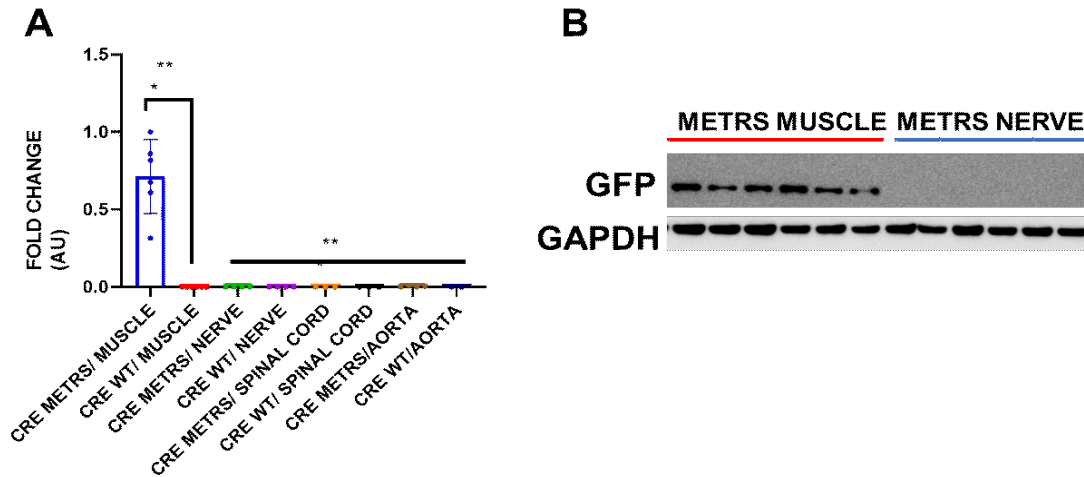 A
1.5
1.0
0.5
0.0
FOLD CHANGE
(AU)
**
*
**
*
CRE METRS/ MUSCLE
CRE WT/ MUSCLE
CRE METRS/ NERVE
CRE WT/ NERVE
CRE METRS/ SPINAL CORD
CRE WT/ SPINAL CORD
CRE METRS/AORTA
CRE WT/AORTA
B
METRS MUSCLE METRS NERVE
GFP
GAPDH